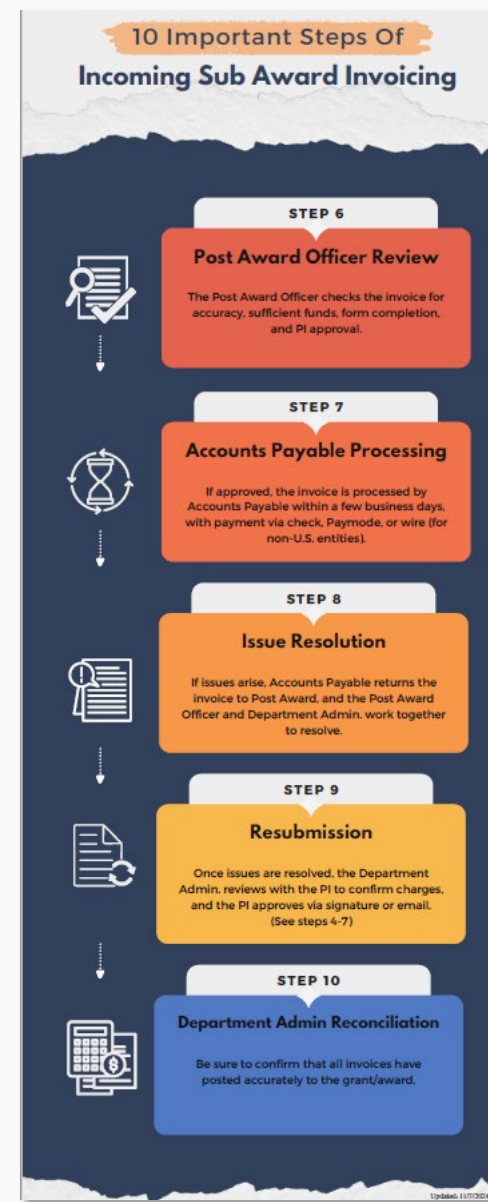 10 Important Steps Of
Incoming Sub Award Invoicing
STEP 6
Post Award Officer Review
The Post Award Officer checks the invoice for
accuracy, sufficient funds, form completion,
and PI approval.
STEP 7
Accounts Payable Processing
If approved, the invoice is processed by
Accounts Payable within a few business days,
with payment via check, Paymode, or wire (for
non-U.S. entities).
STEP 8
Issue Resolution
If issues arise, Accounts Payable returns the
invoice to Post Award, and the Post Award
Officer and Department Admin. work together
to resolve.
STEP 9
Resubmission
Once issues are resolved, the Department
Admin. reviews with the PI to confirm charges,
and the PI approves via signature or email.
(See steps 4-7)
STEP 10
Department Admin Reconciliation
Be sure to confirm that all invoices have
posted accurately to the grant/award.
Updated: 11/7/2024